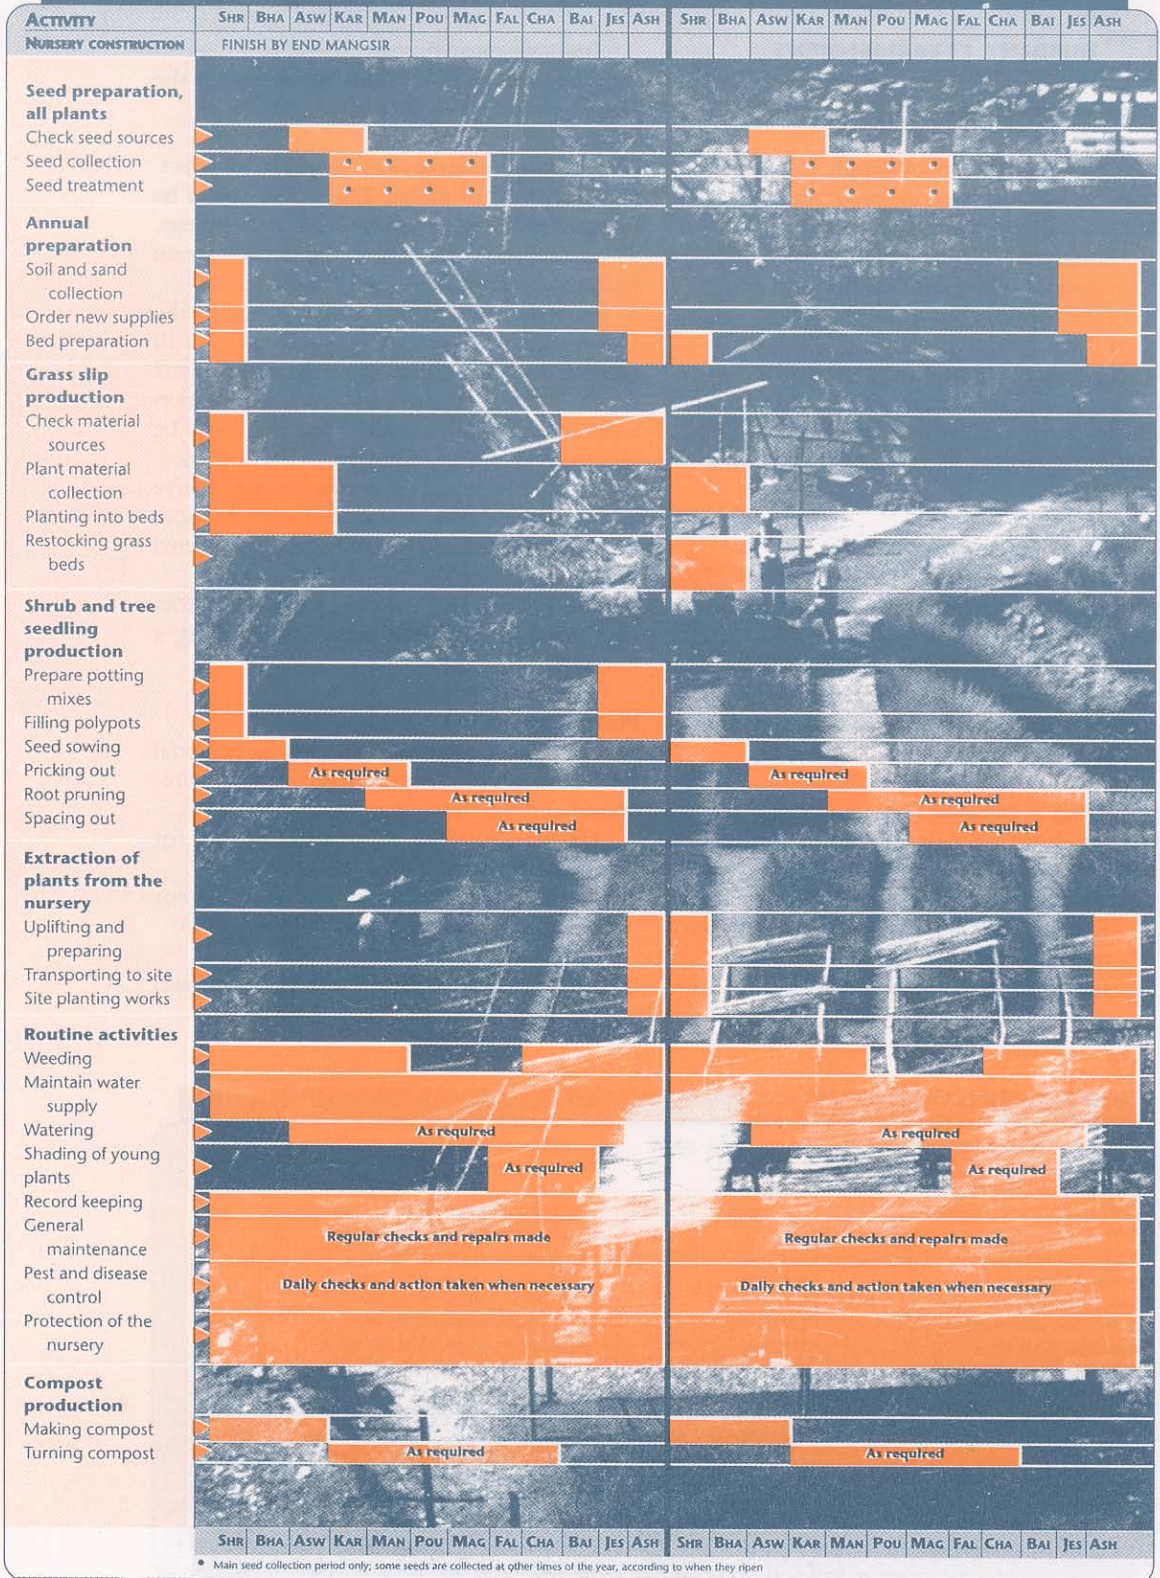 ACTIVITY SHR BHA ASW KAR MAN POU MAG FAL CHA BAI JES ASH SHR BHA ASW KAR MAN POU MAG FAL CHA BAI JES ASH
NURSERY CONSTRUCTION FINISH BY END MANGSIR
Seed preparation,
all plants
Check seed sources
Seed collection
Seed treatment
Annual
preparation
Soil and sand
collection
Order new supplies
Bed preparation
Grass slip
production
Check material
sources
Plant material
collection
Planting into beds
Restocking grass
beds
Shrub and tree
seedling
production
Prepare potting
mixes
Filling polypots
Seed sowing
Pricking out As required As required
Root pruning As required As required
Spacing out As required As required
Extraction of
plants from the
nursery
Uplifting and
preparing
Transporting to site
Site planting works
Routine activities
Weeding
Maintain water
supply
Watering As required As required
Shading of young
plants As required As required
Record keeping
General
maintenance Regular checks and repairs made Regular checks and repairs made
Pest and disease
control Daily checks and action taken when necessary Daily checks and action taken when necessary
Protection of the
nursery
Compost
production
Making compost
Turning compost As required As required
SHR BHA ASW KAR MAN POU MAG FAL CHA BAI JES ASH SHR BHA ASW KAR MAN POU MAG FAL CHA BAI JES ASH
• Main seed collection period only; some seeds are collected at other times of the year, according to when they ripen